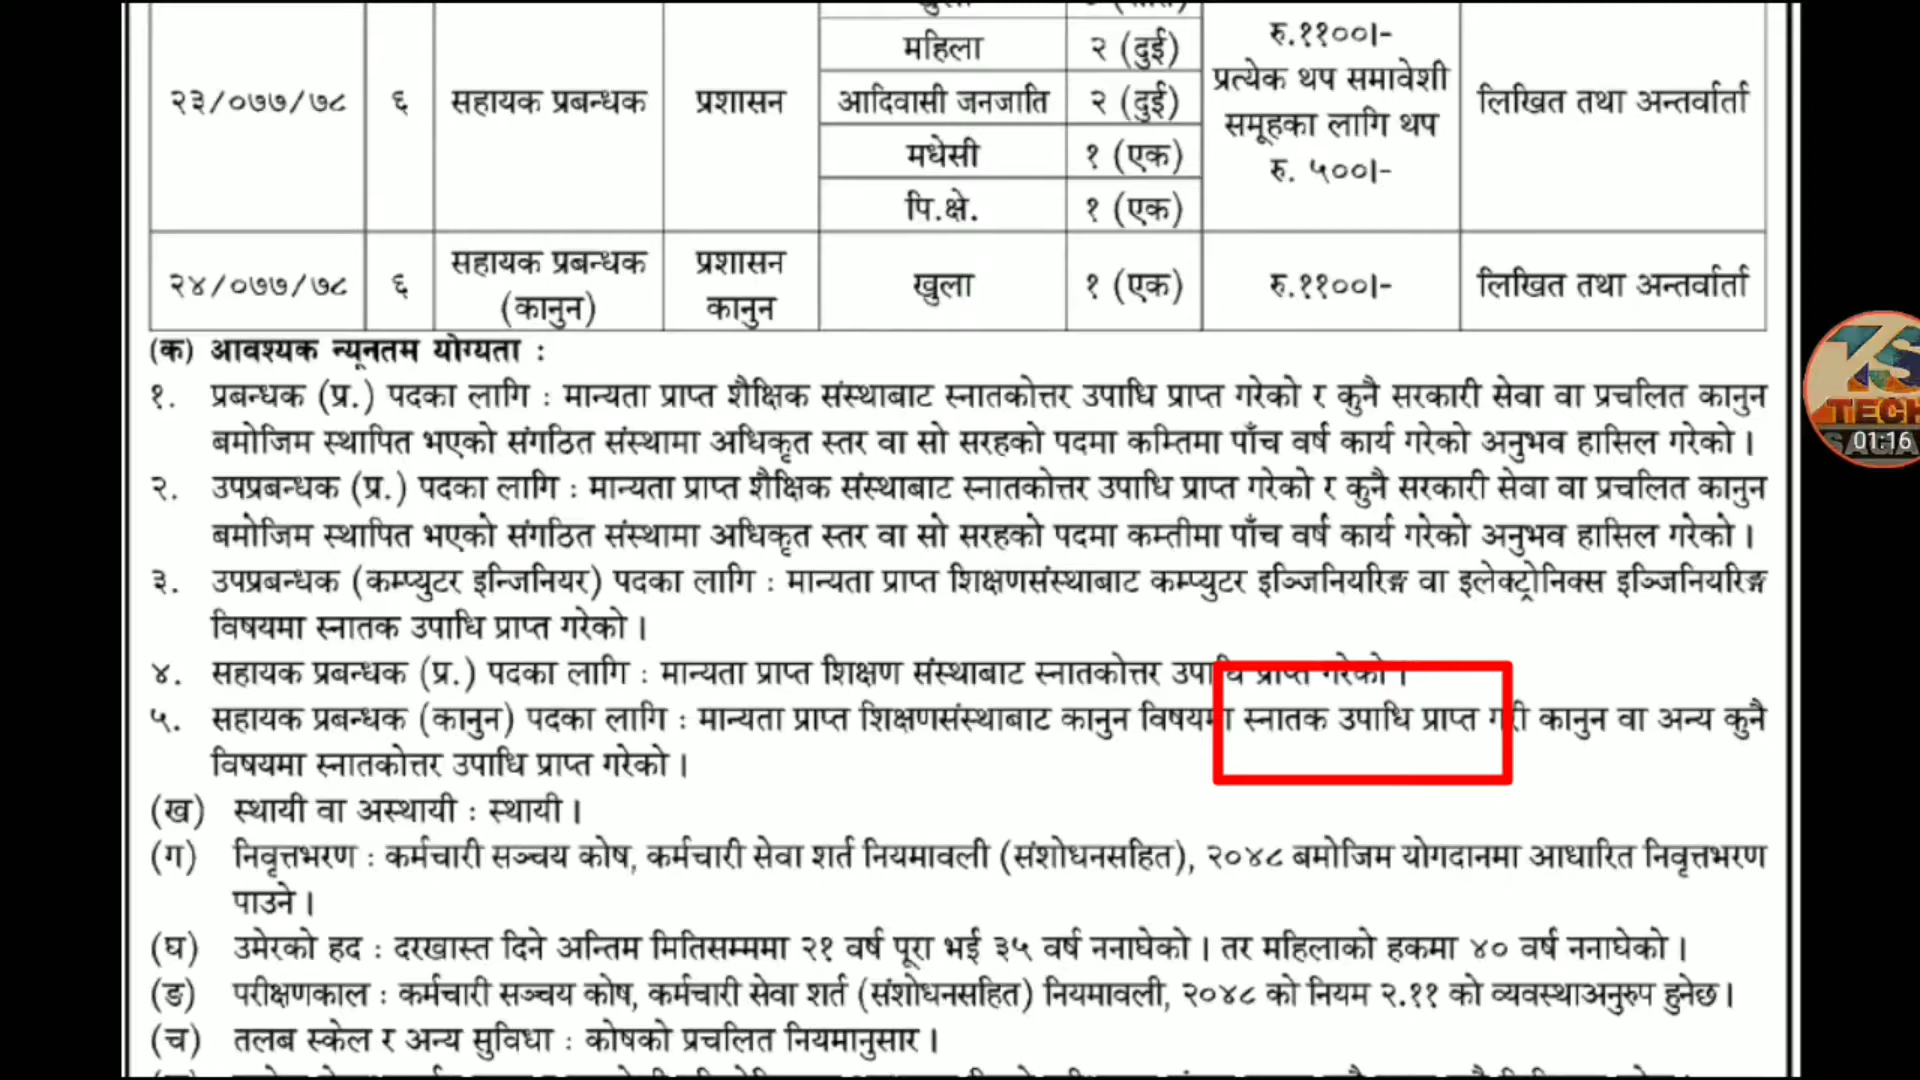 खुला
महिला
२ (दुई)
रु.११००।-
२३/०७७/७८
६
सहायक प्रबन्धक
प्रशासन
आदिवासी जनजाति
२ (दुई)
प्रत्येक थप समावेशी
समूहका लागि थप
रु. ५००।-
लिखित तथा अन्तर्वार्ता
मधेसी
१ (एक)
पि.क्षे.
१ (एक)
२४/०७७/७८
६
सहायक प्रबन्धक
(कानुन)
प्रशासन
कानुन
खुला
१ (एक)
रु.११००।-
लिखित तथा अन्तर्वार्ता
(क) आवश्यक न्यूनतम योग्यता :
१. प्रबन्धक (प्र.) पदका लागि : मान्यता प्राप्त शैक्षिक संस्थाबाट स्नातकोत्तर उपाधि प्राप्त गरेको र कुनै सरकारी सेवा वा प्रचलित कानुन
बमोजिम स्थापित भएको संगठित संस्थामा अधिकृत स्तर वा सो सरहको पदमा कम्तिमा पाँच वर्ष कार्य गरेको अनुभव हासिल गरेको ।
२. उपप्रबन्धक (प्र.) पदका लागि : मान्यता प्राप्त शैक्षिक संस्थाबाट स्नातकोत्तर उपाधि प्राप्त गरेको र कुनै सरकारी सेवा वा प्रचलित कानुन
बमोजिम स्थापित भएको संगठित संस्थामा अधिकृत स्तर वा सो सरहको पदमा कम्तीमा पाँच वर्ष कार्य गरेको अनुभव हासिल गरेको ।
३. उपप्रबन्धक (कम्प्युटर इन्जिनियर) पदका लागि : मान्यता प्राप्त शिक्षणसंस्थाबाट कम्प्युटर इञ्जिनियरिङ्ग वा इलेक्ट्रोनिक्स इञ्जिनियरिङ्ग
विषयमा स्नातक उपाधि प्राप्त गरेको ।
४. सहायक प्रबन्धक (प्र.) पदका लागि : मान्यता प्राप्त शिक्षण संस्थाबाट स्नातकोत्तर उपाधि प्राप्त गरेको ।
५. सहायक प्रबन्धक (कानुन) पदका लागि : मान्यता प्राप्त शिक्षणसंस्थाबाट कानुन विषयमा स्नातक उपाधि प्राप्त गरी कानुन वा अन्य कुनै
विषयमा स्नातकोत्तर उपाधि प्राप्त गरेको ।
(ख) स्थायी वा अस्थायी : स्थायी ।
(ग) निवृत्तभरण : कर्मचारी सञ्चय कोष, कर्मचारी सेवा शर्त नियमावली (संशोधनसहित), २०४८ बमोजिम योगदानमा आधारित निवृत्तभरण
पाउने ।
(घ) उमेरको हद : दरखास्त दिने अन्तिम मितिसम्ममा २१ वर्ष पूरा भई ३५ वर्ष ननाघेको । तर महिलाको हकमा ४० वर्ष ननाघेको ।
(ङ) परीक्षणकाल : कर्मचारी सञ्चय कोष, कर्मचारी सेवा शर्त (संशोधनसहित) नियमावली, २०४८ को नियम २.११ को व्यवस्थाअनुरुप हुनेछ ।
(च) तलब स्केल र अन्य सुविधा : कोषको प्रचलित नियमानुसार ।
TECH
01:16